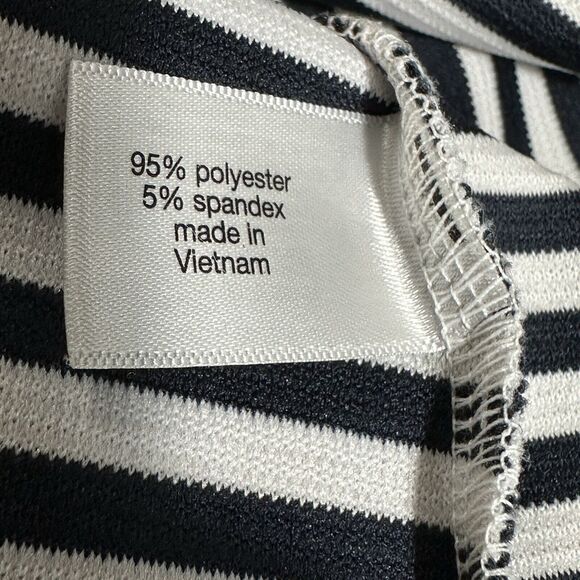 95% polyester
5% spandex
made in
Vietnam